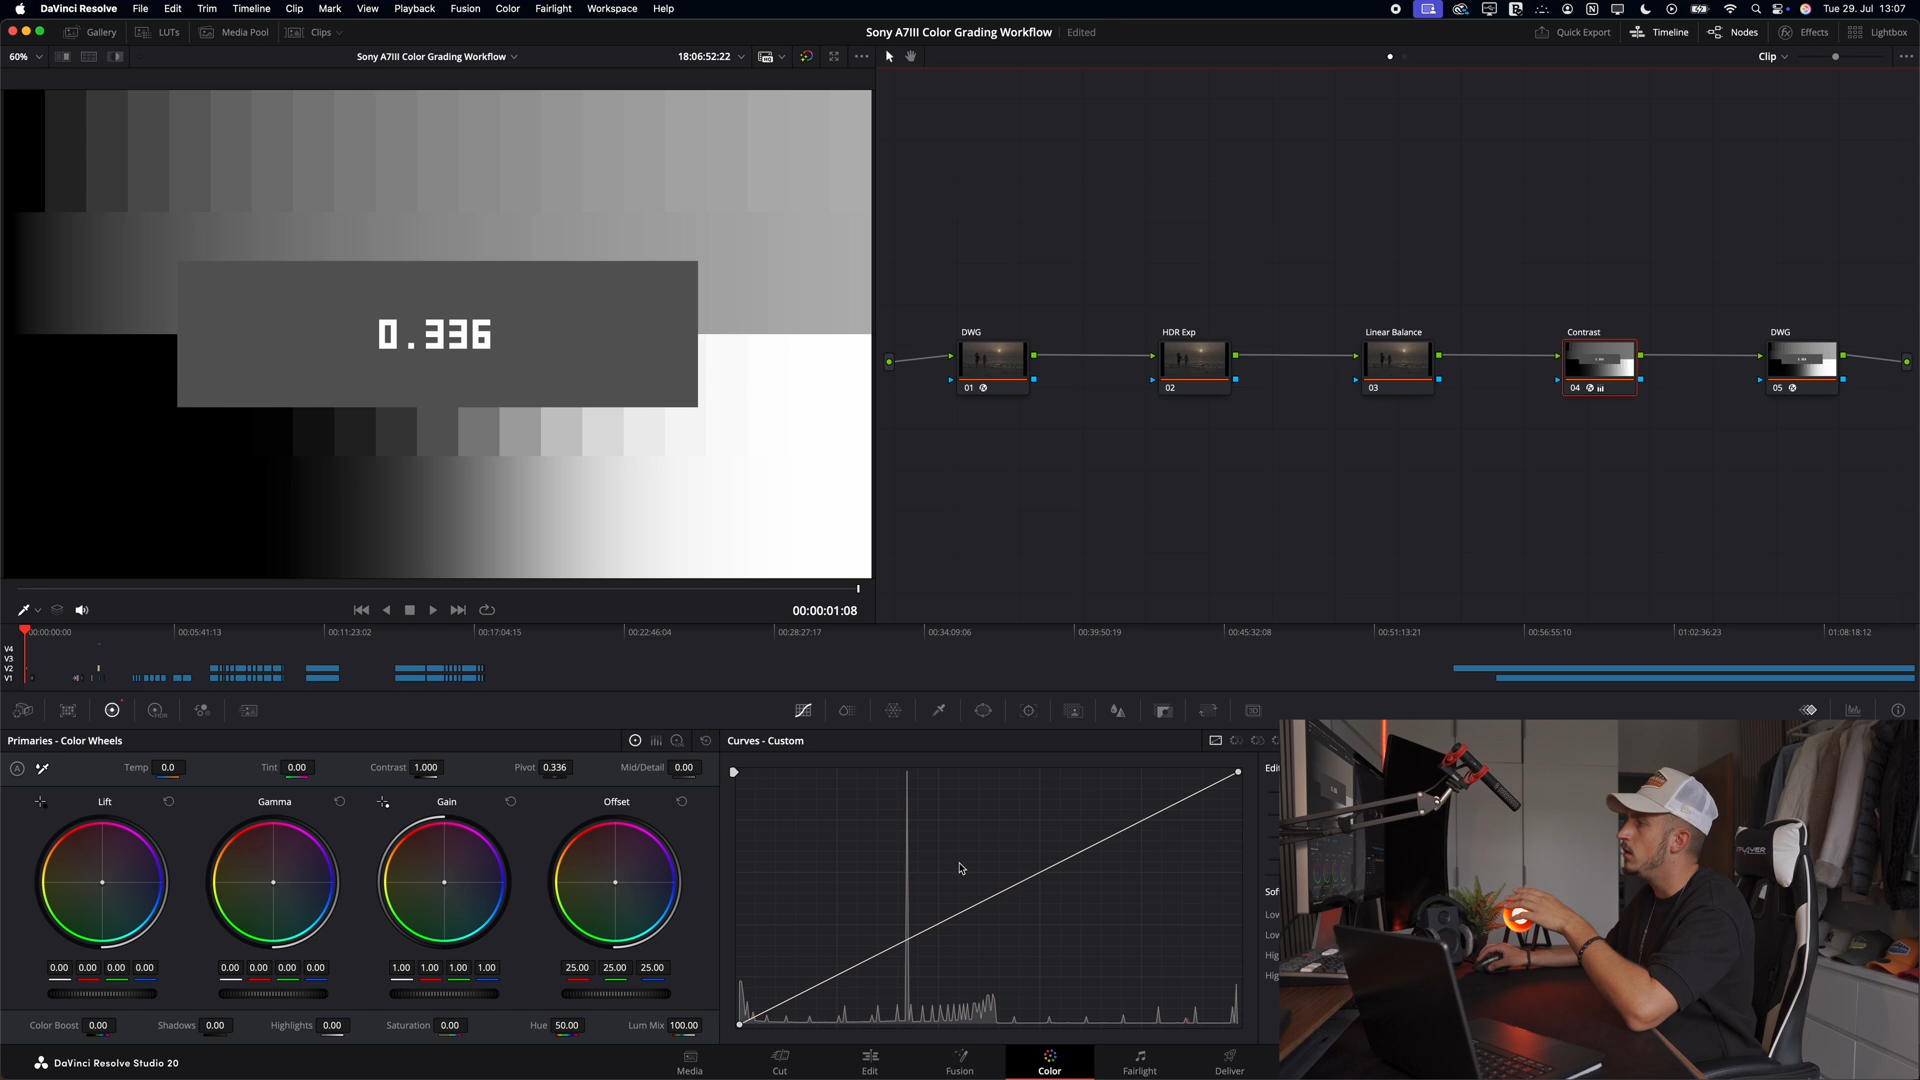 DaVinci Resolve File Edit Trim Timeline Clip Mark View Playback Fusion Color Fairlight Workspace Help Tue 29. Jul 13:07
Gallery LUTs Media Pool Clips Sony A7III Color Grading Workflow Edited Quick Export Timeline Nodes Effects Lightbox
60% Sony A7III Color Grading Workflow 18:06:52:22 Clip
0.336
DWG HDR Exp Linear Balance Contrast DWG
01 02 03 04 05
00:00:01:08
00:00:00:00 00:05:41:13 00:11:23:02 00:17:04:15 00:22:46:04 00:28:27:17 00:34:09:06 00:39:50:19 00:45:32:08 00:51:13:21 00:56:55:10 01:02:36:23 01:08:18:12
V4
V3
V2
V1
HDR
3D
Primaries - Color Wheels Curves - Custom
A Temp 0.0 Tint 0.00 Contrast 1.000 Pivot 0.336 Mid/Detail 0.00
Edi
Lift Gamma Gain Offset
PLAYER
Sof
Low
Low
Hig
Hig
0.00 0.00 0.00 0.00 0.00 0.00 0.00 0.00 1.00 1.00 1.00 1.00 25.00 25.00 25.00
Color Boost 0.00 Shadows 0.00 Highlights 0.00 Saturation 0.00 Hue 50.00 Lum Mix 100.00
DaVinci Resolve Studio 20 Media Cut Edit Fusion Color Fairlight Deliver